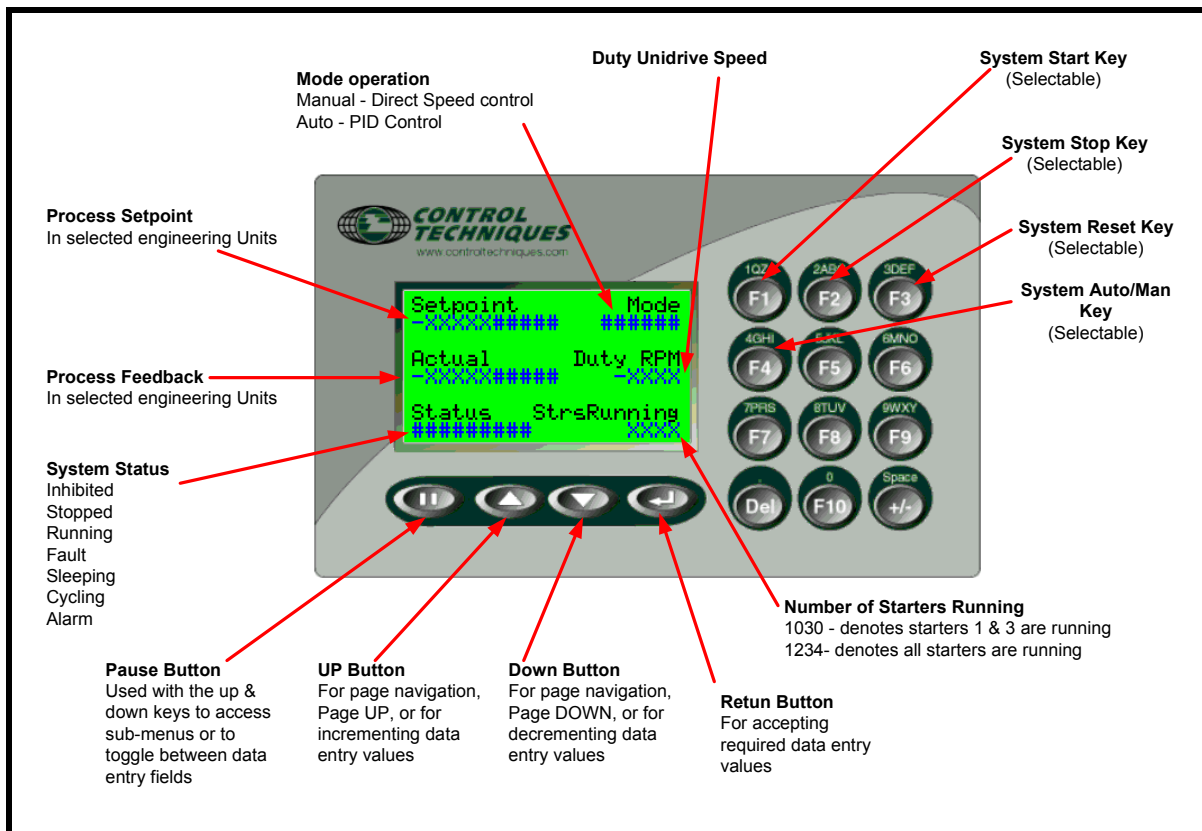 Duty Unidrive Speed
System Start Key
(Selectable)
Mode operation
Manual - Direct Speed control
Auto - PID Control
System Stop Key
(Selectable)
Process Setpoint
In selected engineering Units
System Reset Key
(Selectable)
System Auto/Man
Key
(Selectable)
CONTROL
TECHNIQUES
www.controltechniques.com
Setpoint Mode
-XXXXX##### ######
Actual Duty RPM
-XXXXX##### -XXXX
Status StrsRunning
######### XXXX
F1 F2 3DEF F3
4GHI F4 F5 6MNO F6
7PRS F7 8TUV F8 9WXY F9
. Del 0 F10 Space +/-
Process Feedback
In selected engineering Units
System Status
Inhibited
Stopped
Running
Fault
Sleeping
Cycling
Alarm
Number of Starters Running
1030 - denotes starters 1 & 3 are running
1234- denotes all starters are running
Pause Button
Used with the up &
down keys to access
sub-menus or to
toggle between data
entry fields
UP Button
For page navigation,
Page UP, or for
incrementing data
entry values
Down Button
For page navigation,
Page DOWN, or for
decrementing data
entry values
Retun Button
For accepting
required data entry
values